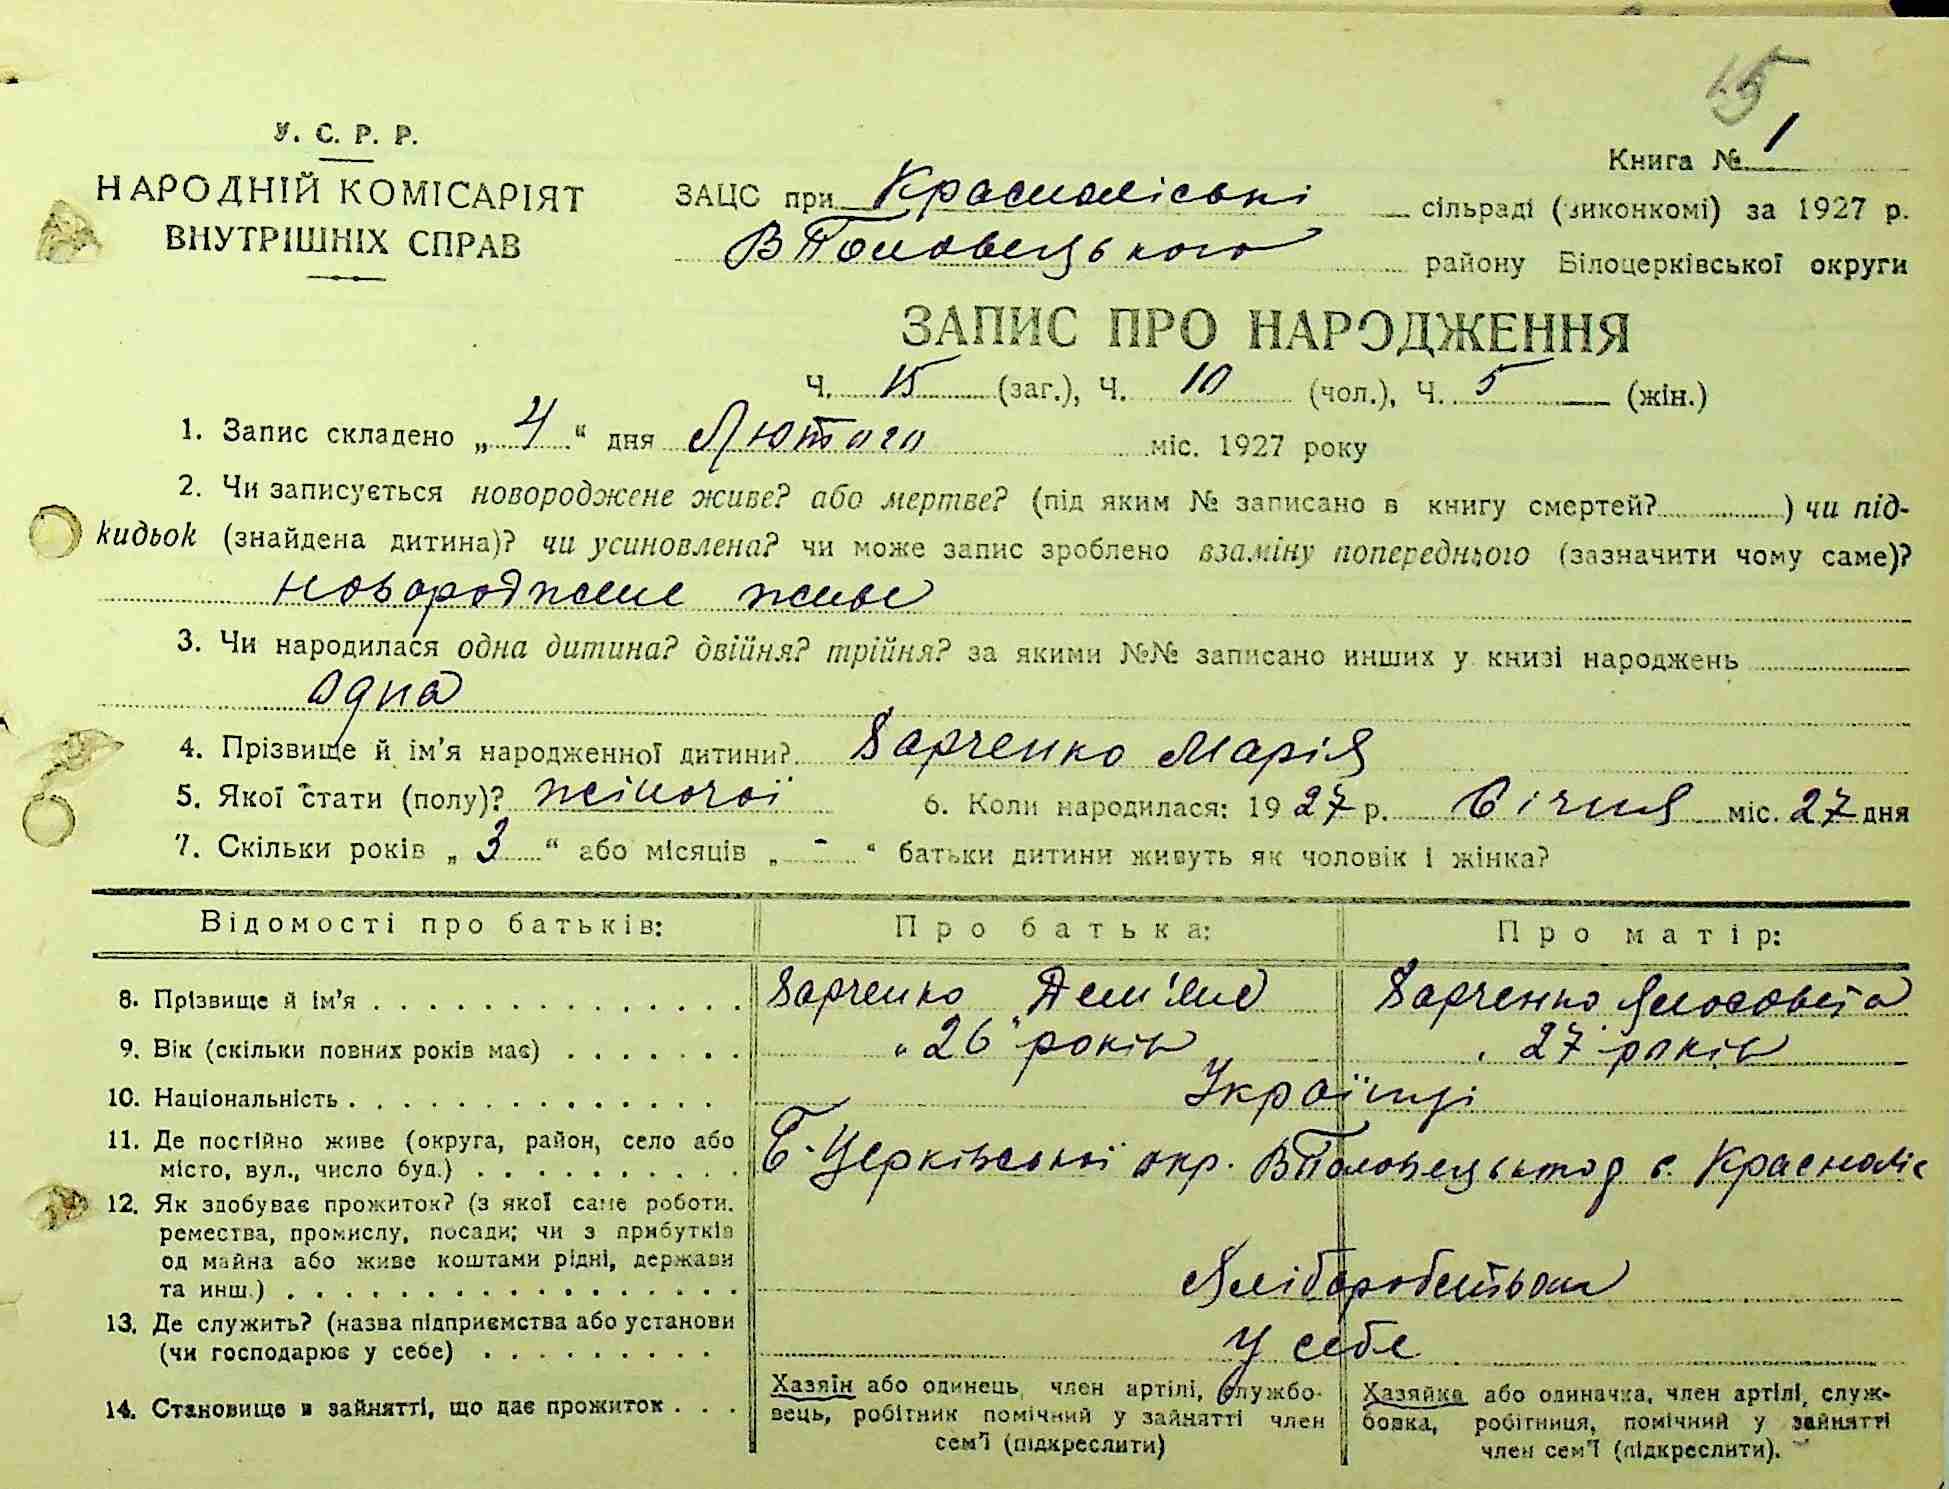 15
У. С. Р. Р.
НАРОДНІЙ КОМІСАРІЯТ
ВНУТРІШНІХ СПРАВ
Книга № 1
ЗАЦС при Красналіські сільраді (виконкомі) за 1927 р.
ВПоловецького району Білоцерківської округи
ЗАПИС ПРО НАРОДЖЕННЯ
Ч. 15 (заг.), Ч. 10 (чол.), Ч. 5 (жін.)
1. Запис складено „ 4 “ дня Лютого міс. 1927 року
2. Чи записується новороджене живе? або мертве? (під яким № записано в книгу смертей? ) чи під-
кидьок (знайдена дитина)? чи усиновлена? чи може запис зроблено взаміну попереднього (зазначити чому саме)?
новороджене живе
3. Чи народилася одна дитина? двійня? трійня? за якими №№ записано инших у книзі народжень
одна
4. Прізвище й ім’я народженної дитини? Харченко Марія
5. Якої стати (полу)? жіночої 6. Коли народилася: 1927 р. Січня міс. 27 дня
7. Скільки років „ 3 “ або місяців „ - “ батьки дитини живуть як чоловік і жінка?
Відомості про батьків: Про батька: Про матір:
8. Прізвище й ім’я Харченко Дем'ян Харченко
9. Вік (скільки повних років має) „26“ років 27 років
10. Національність Українці
11. Де постійно живе (округа, район, село або
місто, вул., число буд.) Б-Церківської окр. с. Красналіс
12. Як здобуває прожиток? (з якої саме роботи,
ремества, промислу, посади; чи з прибутків
од майна або живе коштами рідні, держави
та инш.) Хліборобством
13. Де служить? (назва підприємства або установи
(чи господарює у себе) у себе
14. Становище в зайнятті, що дає прожиток
Хазяїн або одинець, член артілі, службо-
вець, робітник помічний у зайнятті член
сем’ї (підкреслити)
Хазяйка або одиначка, член артілі, служ-
бовка, робітниця, помічний у зайнятті
член сем’ї (підкреслити).